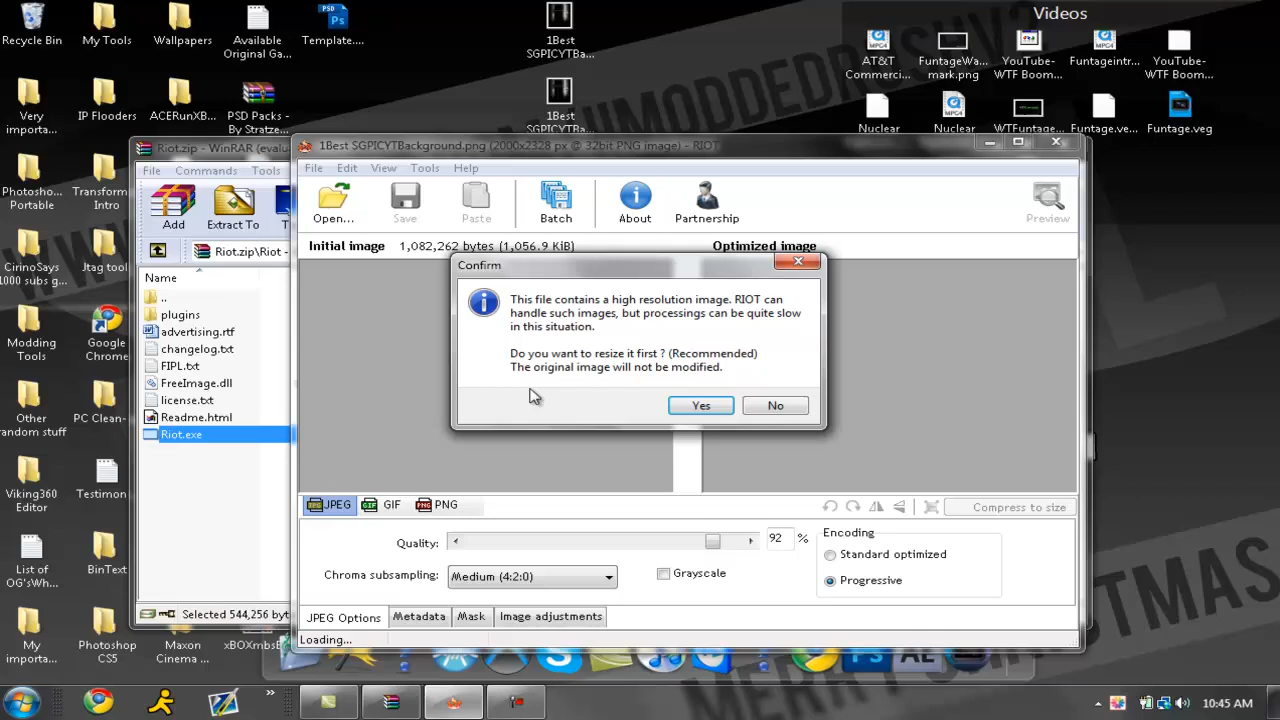 Videos
Recycle Bin
My Tools
Wallpapers
Available
Original Ga...
Template....
1Best
SGPICYTBa...
AT&T
Commerci...
FuntageWa...
mark.png
YouTube-
WTF Boom...
Funtageintr...
YouTube-
WTF Boom...
Very
importa...
IP Flooders
ACERunXB...
PSD Packs -
By Stratze...
1Best
SGPICYTBa...
Nuclear
Nuclear
WTFuntage...
Funtage.ve...
Funtage.veg
Riot.zip - WinRAR (evalu
File Commands Tools
Add
Extract To
Riot.zip\Riot -
Name
..
plugins
advertising.rtf
changelog.txt
FIPL.txt
FreeImage.dll
license.txt
Readme.html
Riot.exe
Selected 544,256 byt
1Best SGPICYTBackground.png (2000x2328 px @ 32bit PNG image) - RIOT
File Edit View Tools Help
Open...
Save
Paste
Batch
About
Partnership
Preview
Initial image 1,082,262 bytes (1,056.9 KiB)
Optimized image
Confirm
This file contains a high resolution image. RIOT can
handle such images, but processings can be quite slow
in this situation.
Do you want to resize it first ? (Recommended)
The original image will not be modified.
Yes
No
JPEG GIF PNG
Compress to size
Quality: 92 %
Chroma subsampling: Medium (4:2:0)
Grayscale
Encoding
Standard optimized
Progressive
JPEG Options Metadata Mask Image adjustments
Loading...
Photosho...
Portable
Transform
Intro
CirinoSays
1000 subs g...
Jtag tool
Modding
Tools
Google
Chrome
Other
random stuff
PC Clean-...
Viking360
Editor
Testimon
List of
OG'sWh...
BinText
My
importa...
Photoshop
CS5
Maxon
Cinema ...
xBOXmbsE
MERRY
CHRISTMAS
10:45 AM